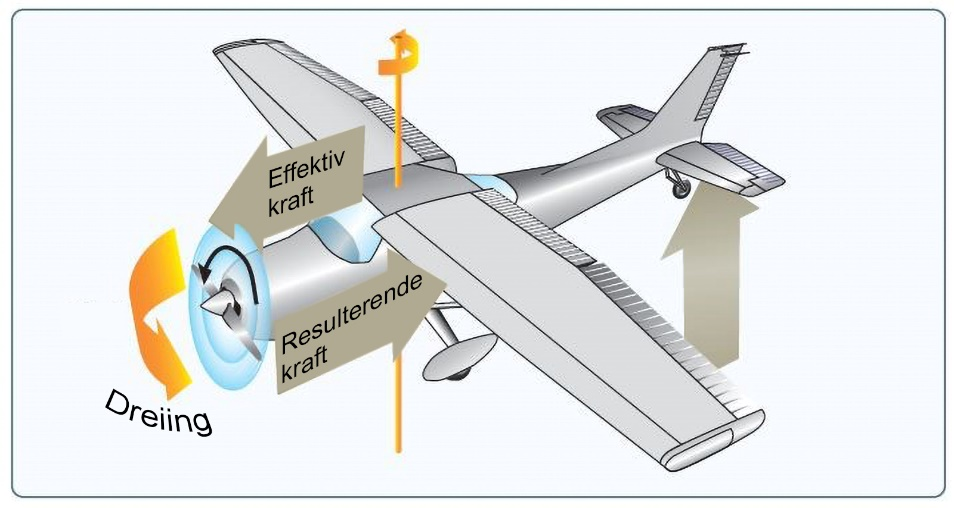 Effektiv
kraft
Resulterende
kraft
Dreiing